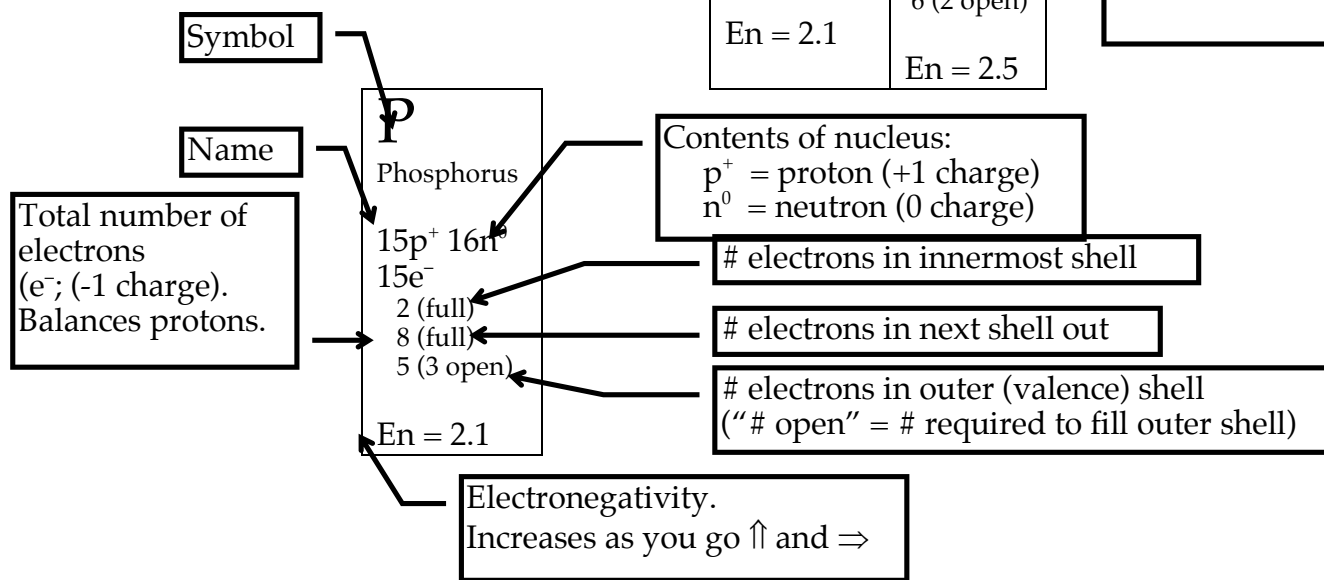 6 (2 open)
En = 2.1
En = 2.5
Symbol
P
Name
Phosphorus
Contents of nucleus:
p⁺ = proton (+1 charge)
n⁰ = neutron (0 charge)
Total number of
electrons
(e⁻; (-1 charge).
Balances protons.
15p⁺ 16n⁰
15e⁻
2 (full)
8 (full)
5 (3 open)
En = 2.1
# electrons in innermost shell
# electrons in next shell out
# electrons in outer (valence) shell
(“# open” = # required to fill outer shell)
Electronegativity.
Increases as you go ⇑ and ⇒